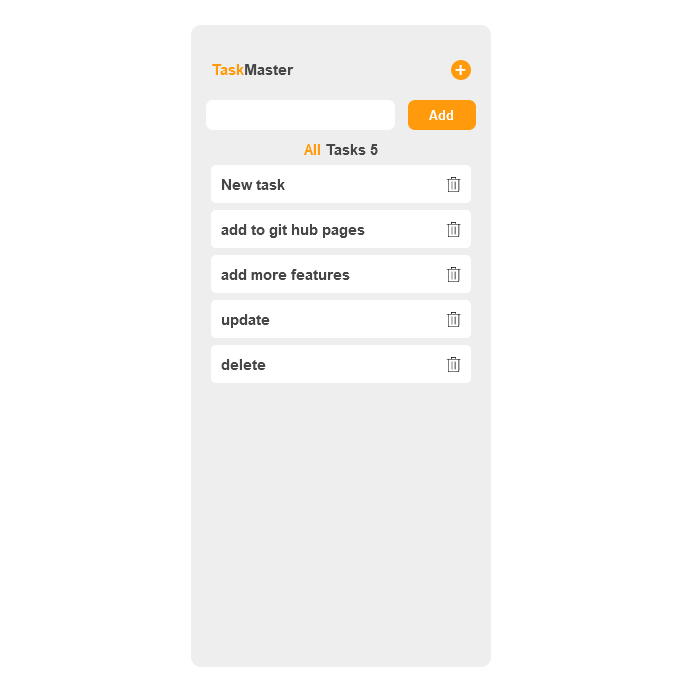 TaskMaster
Add
All Tasks 5
New task
add to git hub pages
add more features
update
delete